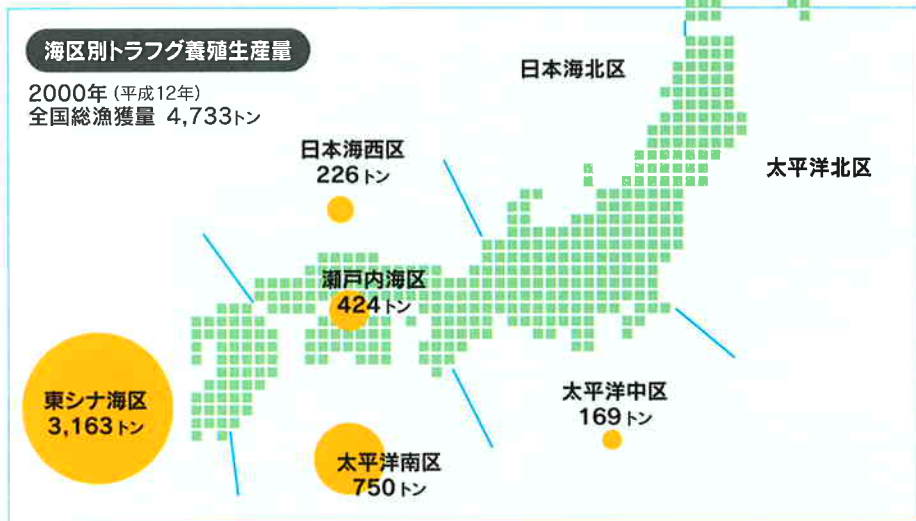 海区別トラフグ養殖生産量
2000年(平成12年)
全国総漁獲量 4,733トン
日本海北区
太平洋北区
日本海西区
226トン
瀬戸内海区
424トン
東シナ海区
3,163トン
太平洋中区
169トン
太平洋南区
750トン